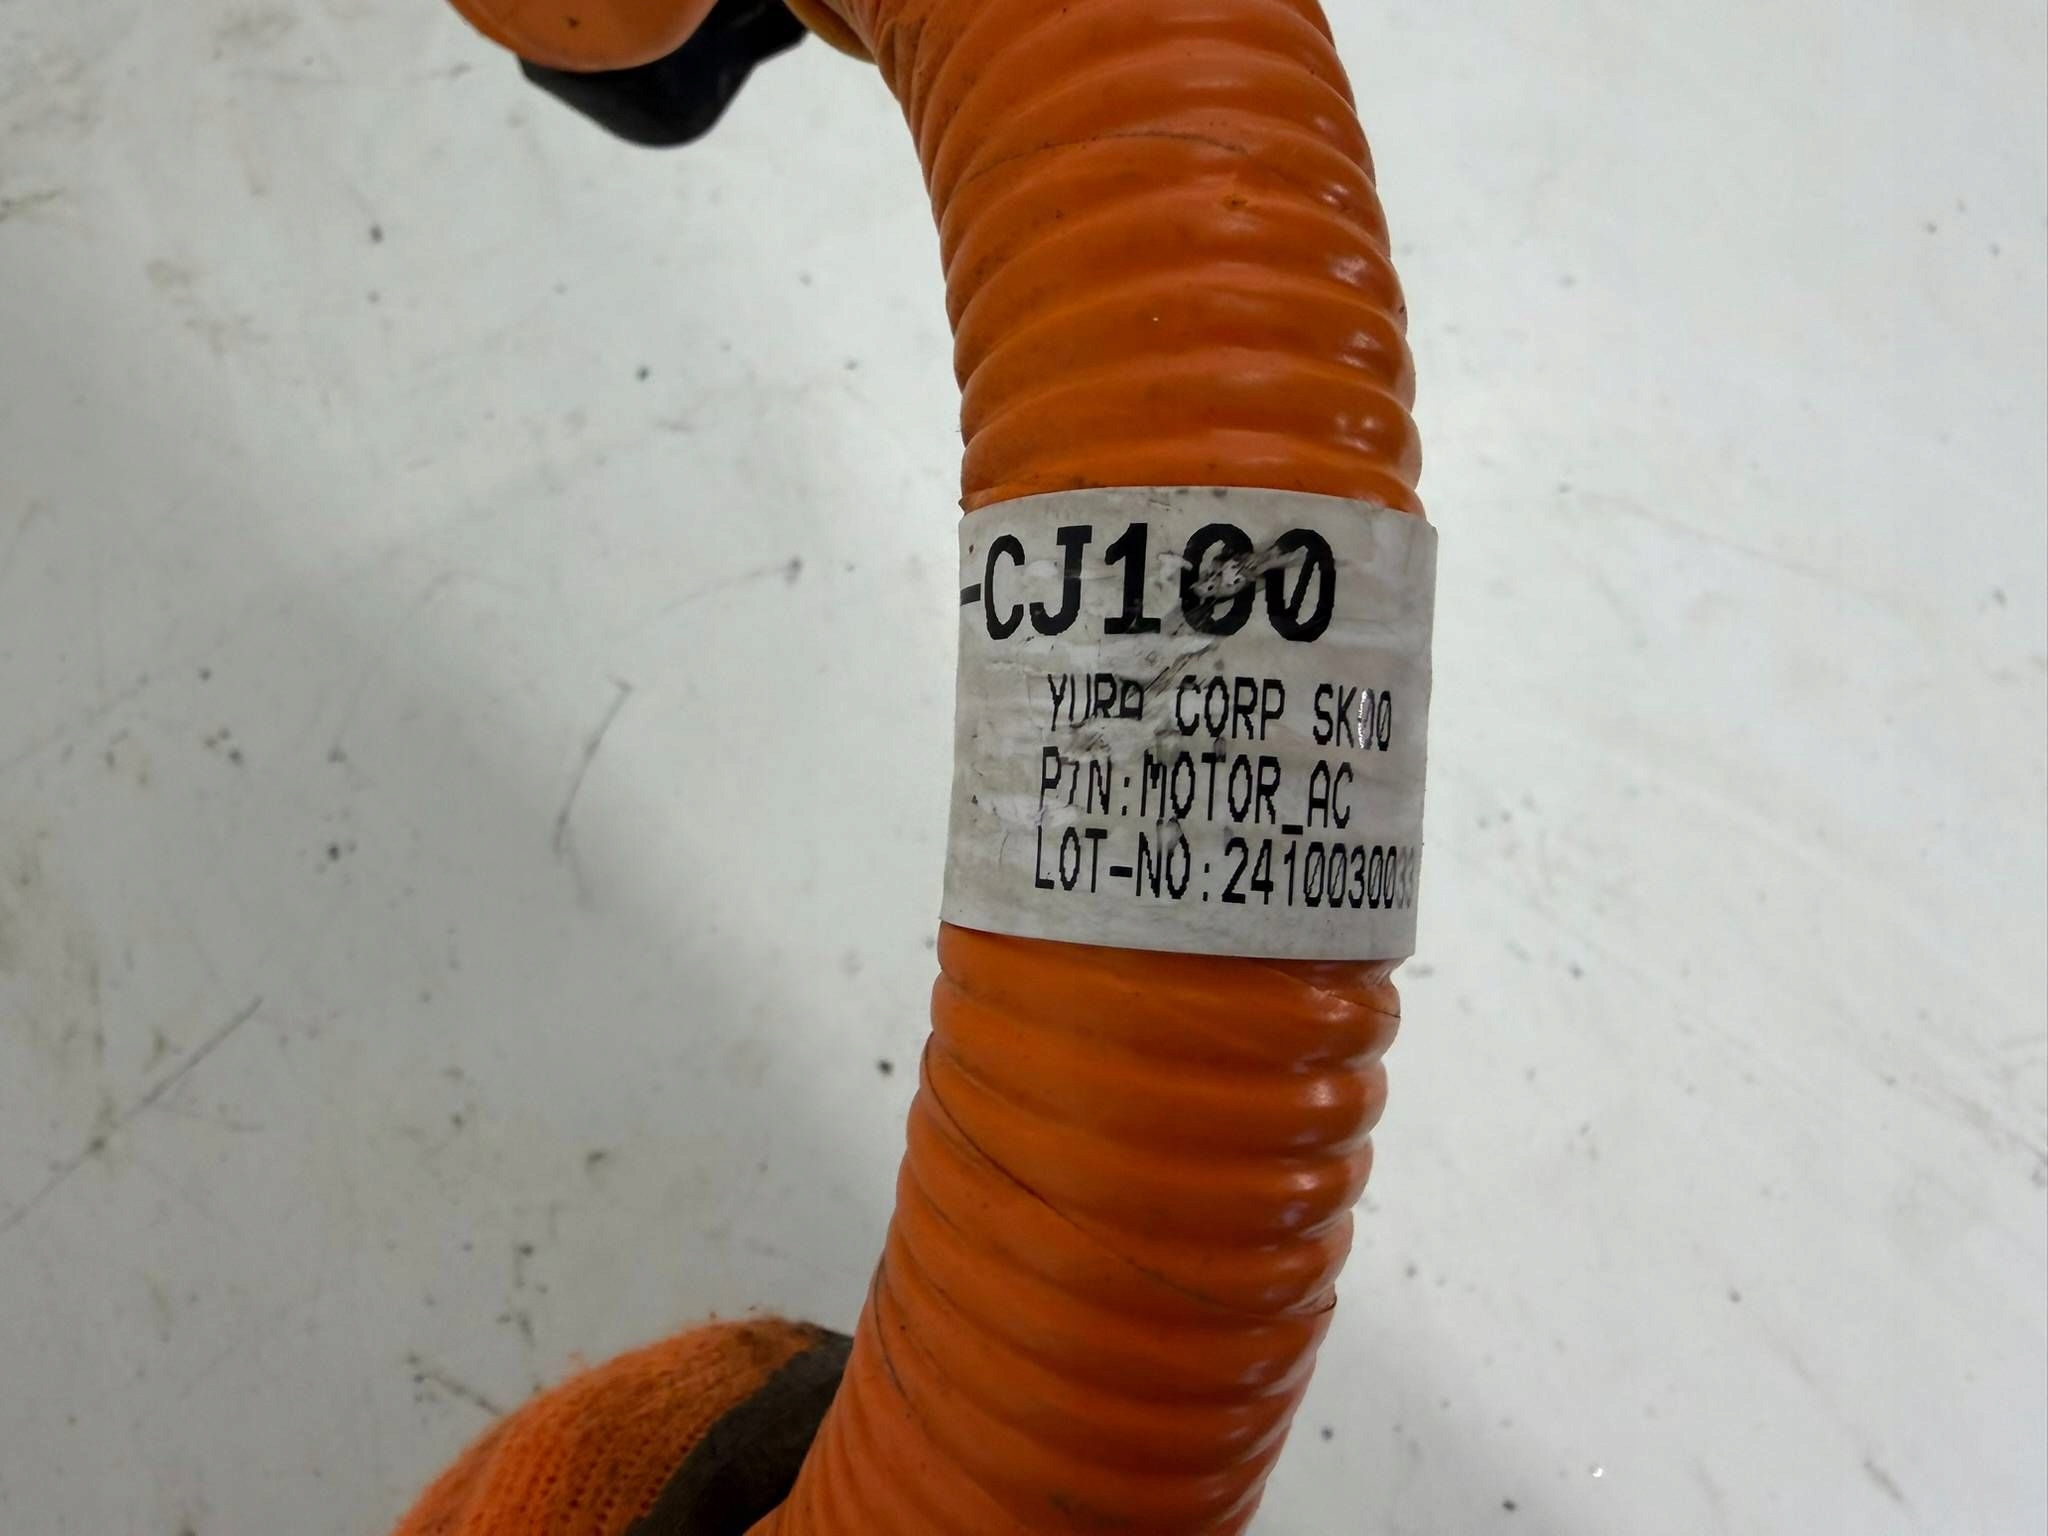 -CJ100
YURA CORP SK00
P/N:MOTOR_AC
LOT-NO:2410030033